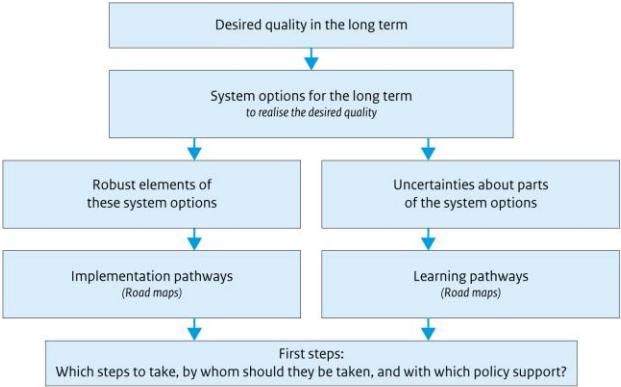 Desired quality in the long term
System options for the long term
to realise the desired quality
Robust elements of
these system options
Uncertainties about parts
of the system options
Implementation pathways
(Road maps)
Learning pathways
(Road maps)
First steps:
Which steps to take, by whom should they be taken, and with which policy support?